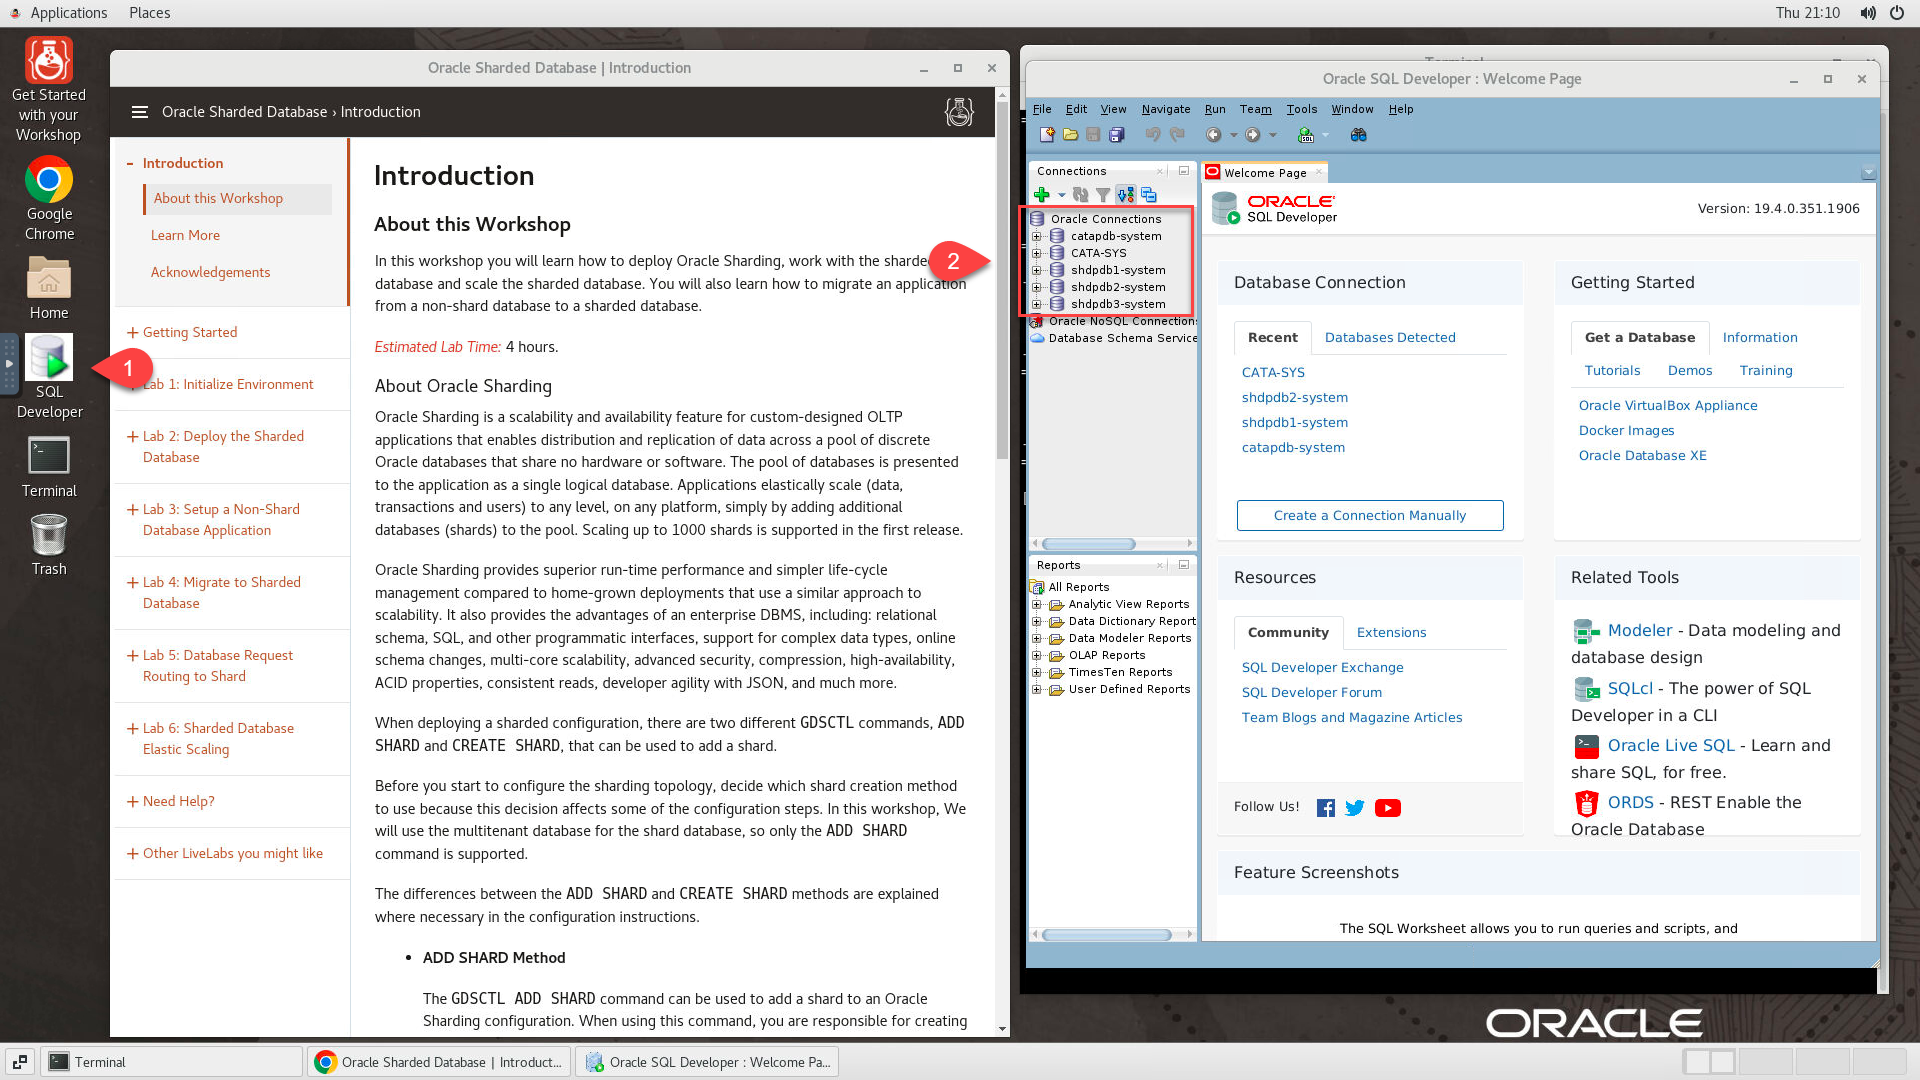 Applications Places
Thu 21:10
Get Started
with your
Workshop
Google
Chrome
Home
SQL
Developer
Terminal
Trash
1
Oracle Sharded Database | Introduction
Oracle Sharded Database › Introduction
- Introduction
About this Workshop
Learn More
Acknowledgements
+ Getting Started
Lab 1: Initialize Environment
+ Lab 2: Deploy the Sharded
Database
+ Lab 3: Setup a Non-Shard
Database Application
+ Lab 4: Migrate to Sharded
Database
+ Lab 5: Database Request
Routing to Shard
+ Lab 6: Sharded Database
Elastic Scaling
+ Need Help?
+ Other LiveLabs you might like
Introduction
About this Workshop
In this workshop you will learn how to deploy Oracle Sharding, work with the sharded
database and scale the sharded database. You will also learn how to migrate an application
from a non-shard database to a sharded database.
Estimated Lab Time: 4 hours.
About Oracle Sharding
Oracle Sharding is a scalability and availability feature for custom-designed OLTP
applications that enables distribution and replication of data across a pool of discrete
Oracle databases that share no hardware or software. The pool of databases is presented
to the application as a single logical database. Applications elastically scale (data,
transactions and users) to any level, on any platform, simply by adding additional
databases (shards) to the pool. Scaling up to 1000 shards is supported in the first release.
Oracle Sharding provides superior run-time performance and simpler life-cycle
management compared to home-grown deployments that use a similar approach to
scalability. It also provides the advantages of an enterprise DBMS, including: relational
schema, SQL, and other programmatic interfaces, support for complex data types, online
schema changes, multi-core scalability, advanced security, compression, high-availability,
ACID properties, consistent reads, developer agility with JSON, and much more.
When deploying a sharded configuration, there are two different GDSCTL commands, ADD
SHARD and CREATE SHARD, that can be used to add a shard.
Before you start to configure the sharding topology, decide which shard creation method
to use because this decision affects some of the configuration steps. In this workshop, We
will use the multitenant database for the shard database, so only the ADD SHARD
command is supported.
The differences between the ADD SHARD and CREATE SHARD methods are explained
where necessary in the configuration instructions.
• ADD SHARD Method
The GDSCTL ADD SHARD command can be used to add a shard to an Oracle
Sharding configuration. When using this command, you are responsible for creating
2
Terminal
Oracle SQL Developer : Welcome Page
File Edit View Navigate Run Team Tools Window Help
Connections
Oracle Connections
catapdb-system
CATA-SYS
shdpdb1-system
shdpdb2-system
shdpdb3-system
Oracle NoSQL Connections
Database Schema Service
Reports
All Reports
Analytic View Reports
Data Dictionary Report
Data Modeler Reports
OLAP Reports
TimesTen Reports
User Defined Reports
Welcome Page
ORACLE
SQL Developer
Version: 19.4.0.351.1906
Database Connection
Recent Databases Detected
CATA-SYS
shdpdb2-system
shdpdb1-system
catapdb-system
Create a Connection Manually
Getting Started
Get a Database Information
Tutorials Demos Training
Oracle VirtualBox Appliance
Docker Images
Oracle Database XE
Resources
Community Extensions
SQL Developer Exchange
SQL Developer Forum
Team Blogs and Magazine Articles
Follow Us!
Related Tools
Modeler - Data modeling and
database design
SQLcl - The power of SQL
Developer in a CLI
Oracle Live SQL - Learn and
share SQL, for free.
ORDS - REST Enable the
Oracle Database
Feature Screenshots
The SQL Worksheet allows you to run queries and scripts, and
ORACLE
Terminal
Oracle Sharded Database | Introduct...
Oracle SQL Developer : Welcome Pa...